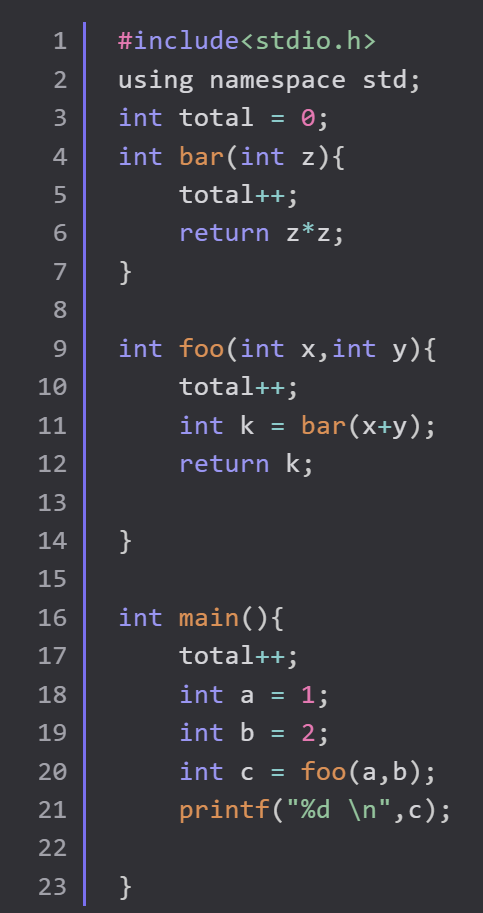 1 #include<stdio.h>
2 using namespace std;
3 int total = 0;
4 int bar(int z){
5     total++;
6     return z*z;
7 }
8
9 int foo(int x,int y){
10     total++;
11     int k = bar(x+y);
12     return k;
13
14 }
15
16 int main(){
17     total++;
18     int a = 1;
19     int b = 2;
20     int c = foo(a,b);
21     printf("%d \n",c);
22
23 }